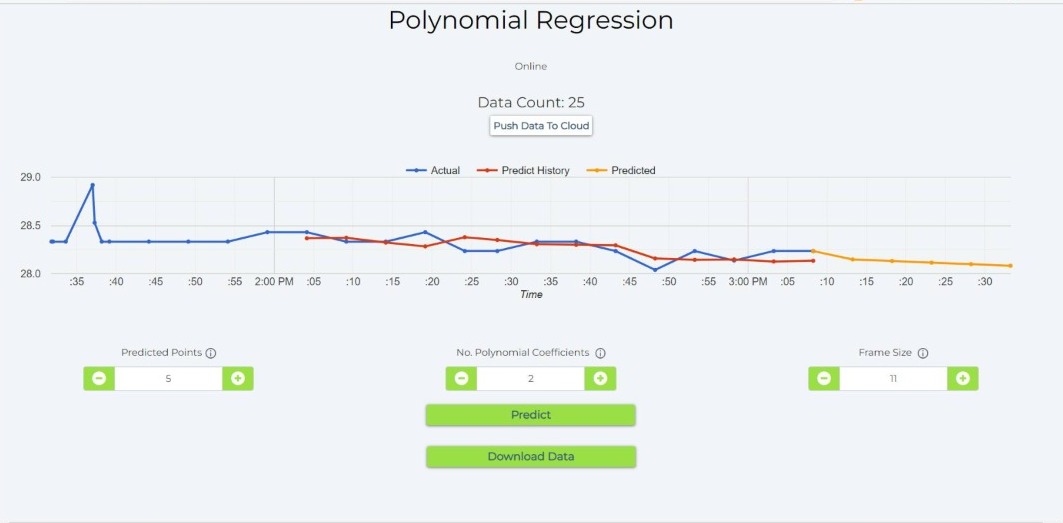 Polynomial Regression
Online
Data Count: 25
Push Data To Cloud
Actual Predict History Predicted
29.0
28.5
28.0
:35 :40 :45 :50 :55 2:00 PM :05 :10 :15 :20 :25 :30 :35 :40 :45 :50 :55 3:00 PM :05 :10 :15 :20 :25 :30
Time
Predicted Points No. Polynomial Coefficients Frame Size
5 2 11
Predict
Download Data